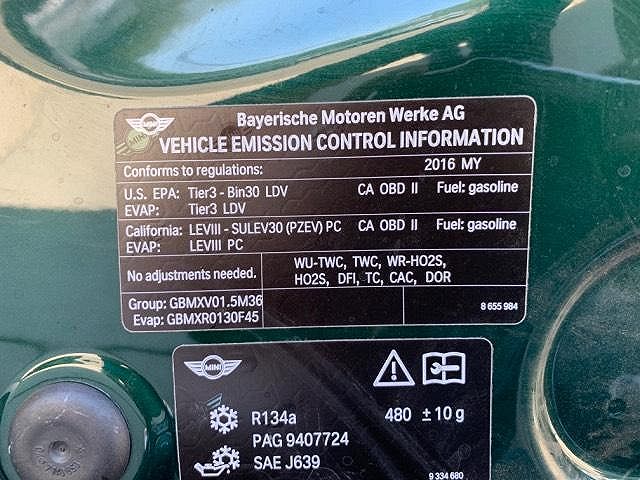 MINI
Bayerische Motoren Werke AG
VEHICLE EMISSION CONTROL INFORMATION
Conforms to regulations: 2016 MY
U.S. EPA: Tier3 - Bin30 LDV CA OBD II Fuel: gasoline
EVAP: Tier3 LDV
California: LEVIII - SULEV30 (PZEV) PC CA OBD II Fuel: gasoline
EVAP: LEVIII PC
No adjustments needed.
WU-TWC, TWC, WR-HO2S,
HO2S, DFI, TC, CAC, DOR
Group: GBMXV01.5M36
Evap: GBMXR0130F45
8 655 984
MINI
R134a 480 ±10 g
PAG 9407724
SAE J639
9 334 680